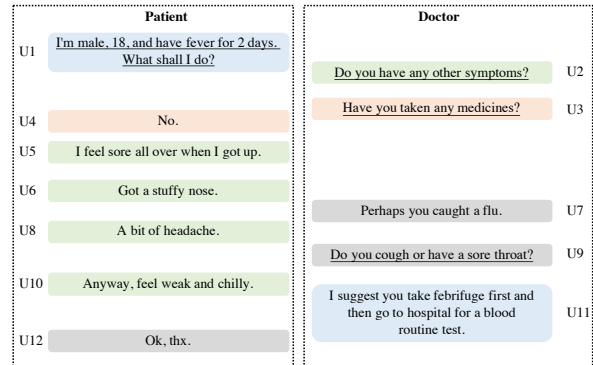 Patient
Doctor
U1
I'm male, 18, and have fever for 2 days.
What shall I do?
Do you have any other symptoms?
U2
Have you taken any medicines?
U3
U4
No.
U5
I feel sore all over when I got up.
U6
Got a stuffy nose.
Perhaps you caught a flu.
U7
U8
A bit of headache.
Do you cough or have a sore throat?
U9
U10
Anyway, feel weak and chilly.
I suggest you take febrifuge first and
then go to hospital for a blood
routine test.
U11
U12
Ok, thx.